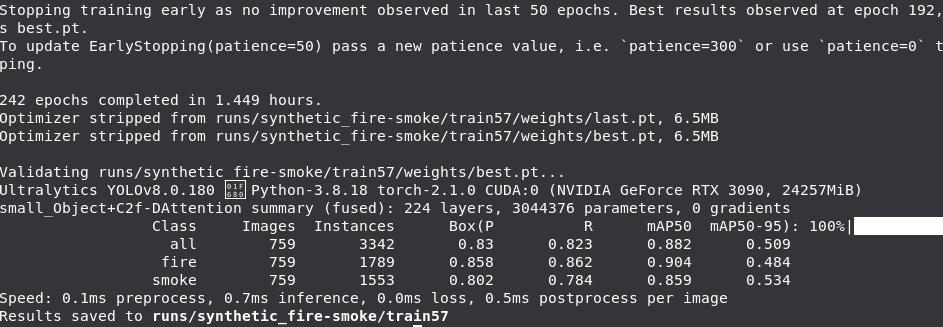 Stopping training early as no improvement observed in last 50 epochs. Best results observed at epoch 192,
s best.pt.
To update EarlyStopping(patience=50) pass a new patience value, i.e. `patience=300` or use `patience=0` t
ping.
242 epochs completed in 1.449 hours.
Optimizer stripped from runs/synthetic_fire-smoke/train57/weights/last.pt, 6.5MB
Optimizer stripped from runs/synthetic_fire-smoke/train57/weights/best.pt, 6.5MB
Validating runs/synthetic_fire-smoke/train57/weights/best.pt...
Ultralytics YOLOv8.0.180 🚀 Python-3.8.18 torch-2.1.0 CUDA:0 (NVIDIA GeForce RTX 3090, 24257MiB)
small_Object+C2f-DAttention summary (fused): 224 layers, 3044376 parameters, 0 gradients
Class Images Instances Box(P R mAP50 mAP50-95): 100%|
all 759 3342 0.83 0.823 0.882 0.509
fire 759 1789 0.858 0.862 0.904 0.484
smoke 759 1553 0.802 0.784 0.859 0.534
Speed: 0.1ms preprocess, 0.7ms inference, 0.0ms loss, 0.5ms postprocess per image
Results saved to runs/synthetic_fire-smoke/train57